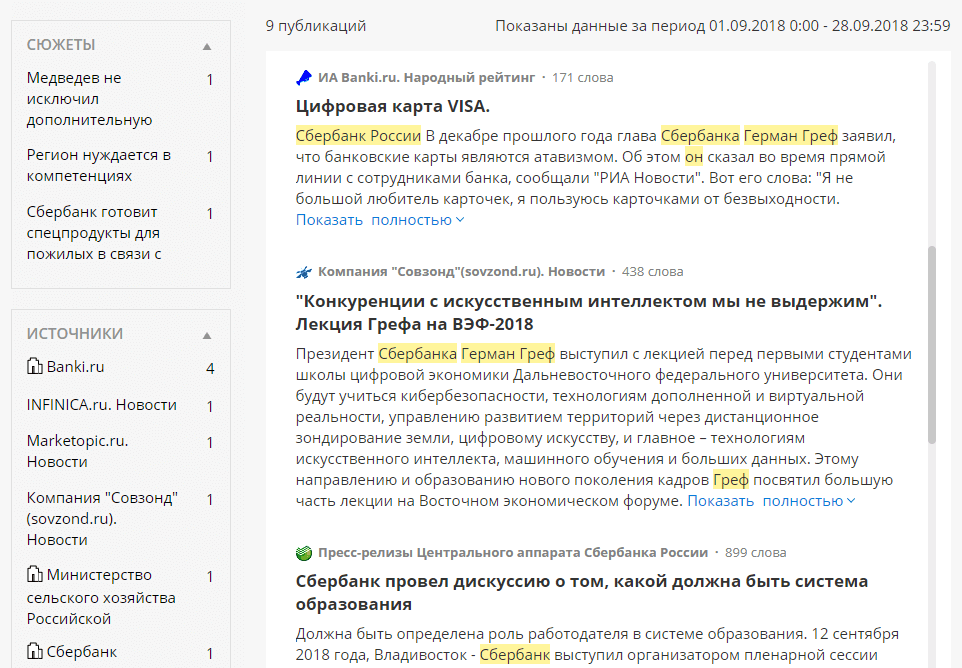 СЮЖЕТЫ
Медведев не
исключил
дополнительную
1
Регион нуждается в
компетенциях
1
Сбербанк готовит
спецпродукты для
пожилых в связи с
1
ИСТОЧНИКИ
Banki.ru
4
INFINICA.ru. Новости
1
Marketopic.ru.
Новости
1
Компания "Совзонд"
(sovzond.ru).
Новости
1
Министерство
сельского хозяйства
Российской
1
Сбербанк
1
9 публикаций
Показаны данные за период 01.09.2018 0:00 - 28.09.2018 23:59
ИА Banki.ru. Народный рейтинг · 171 слова
Цифровая карта VISA.
Сбербанк России В декабре прошлого года глава Сбербанка Герман Греф заявил,
что банковские карты являются атавизмом. Об этом он сказал во время прямой
линии с сотрудниками банка, сообщали "РИА Новости". Вот его слова: "Я не
большой любитель карточек, я пользуюсь карточками от безвыходности.
Показать полностью
Компания "Совзонд"(sovzond.ru). Новости · 438 слова
"Конкуренции с искусственным интеллектом мы не выдержим".
Лекция Грефа на ВЭФ-2018
Президент Сбербанка Герман Греф выступил с лекцией перед первыми студентами
школы цифровой экономики Дальневосточного федерального университета. Они
будут учиться кибербезопасности, технологиям дополненной и виртуальной
реальности, управлению развитием территорий через дистанционное
зондирование земли, цифровому искусству, и главное – технологиям
искусственного интеллекта, машинного обучения и больших данных. Этому
направлению и образованию нового поколения кадров Греф посвятил большую
часть лекции на Восточном экономическом форуме. Показать полностью
Пресс-релизы Центрального аппарата Сбербанка России · 899 слова
Сбербанк провел дискуссию о том, какой должна быть система
образования
Должна быть определена роль работодателя в системе образования. 12 сентября
2018 года, Владивосток - Сбербанк выступил организатором пленарной сессии